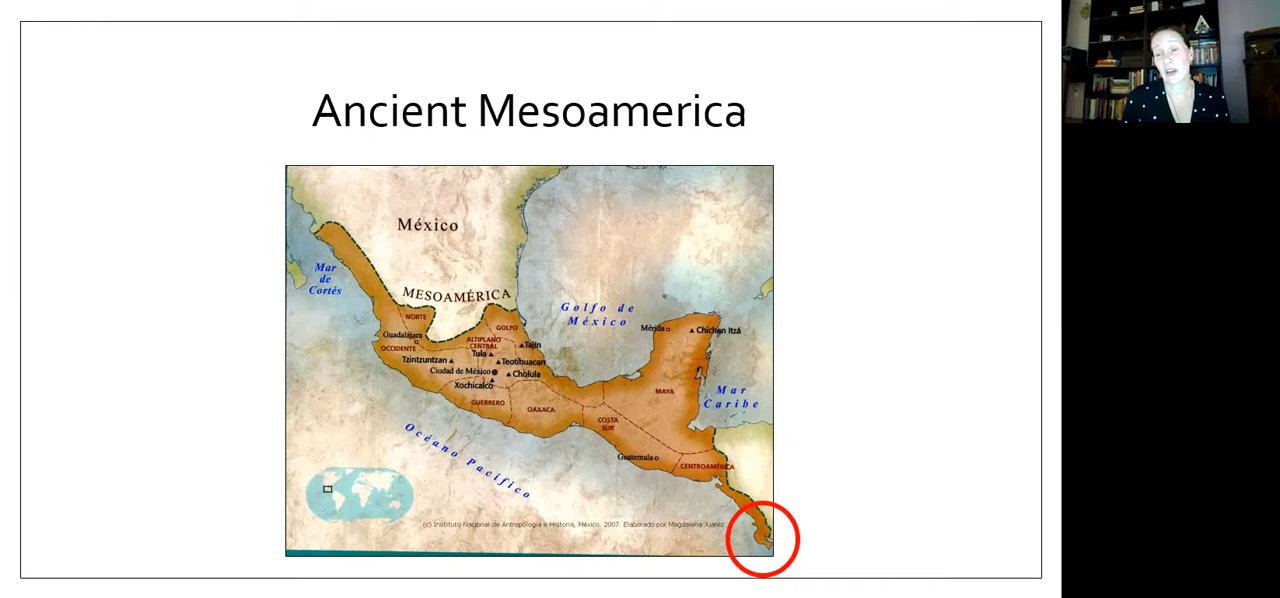 Ancient Mesoamerica
México
Mar
de
Cortés
MESOAMÉRICA
Golfo de
México
NORTE
GOLFO
Guadalajara
OCCIDENTE
ALTIPLANO
CENTRAL
Tajín
Tula
Tzintzuntzan
Teotihuacan
Ciudad de México
Cholula
Xochicalco
Mérida
Chichen Itzá
MAYA
Mar
Caribe
GUERRERO
OAXACA
COSTA
SUR
Océano Pacífico
Guatemala
CENTROAMÉRICA
(c) Instituto Nacional de Antropología e Historia, México. 2007. Elaborado por Magdalena Juárez